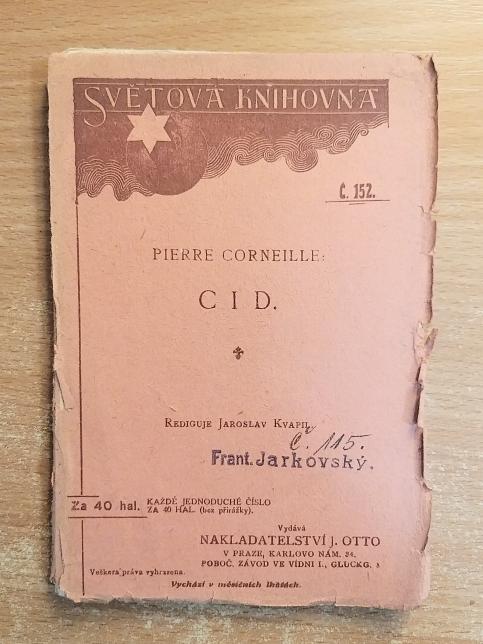 SVĚTOVÁ KNIHOVNA
Č. 152.
PIERRE CORNEILLE:
CID.
REDIGUJE JAROSLAV KVAPIL
č. 115.
Frant. Jarkovský.
Za 40 hal.
KAŽDÉ JEDNODUCHÉ ČÍSLO
ZA 40 HAL. (bez přirážky).
Vydává
NAKLADATELSTVÍ J. OTTO
V PRAZE, KARLOVO NÁM. 34.
POBOČ. ZÁVOD VE VÍDNI I., GLUCKG. 3
Veškera práva vyhrazena.
Vychází v měsíčních lhůtách.